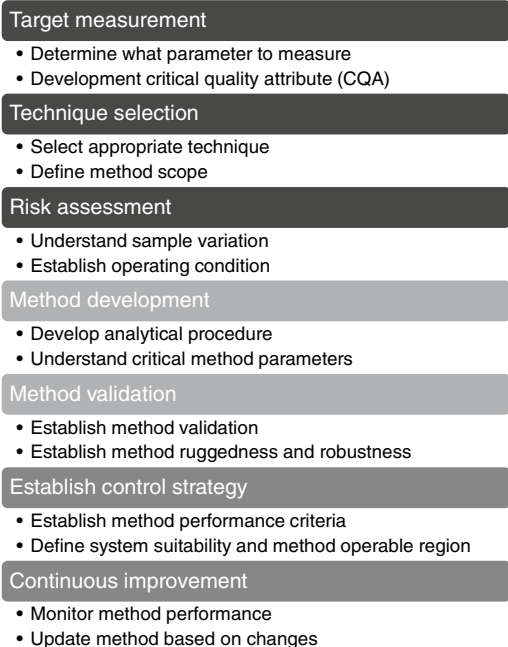 Target measurement
• Determine what parameter to measure
• Development critical quality attribute (CQA)
Technique selection
• Select appropriate technique
• Define method scope
Risk assessment
• Understand sample variation
• Establish operating condition
Method development
• Develop analytical procedure
• Understand critical method parameters
Method validation
• Establish method validation
• Establish method ruggedness and robustness
Establish control strategy
• Establish method performance criteria
• Define system suitability and method operable region
Continuous improvement
• Monitor method performance
• Update method based on changes